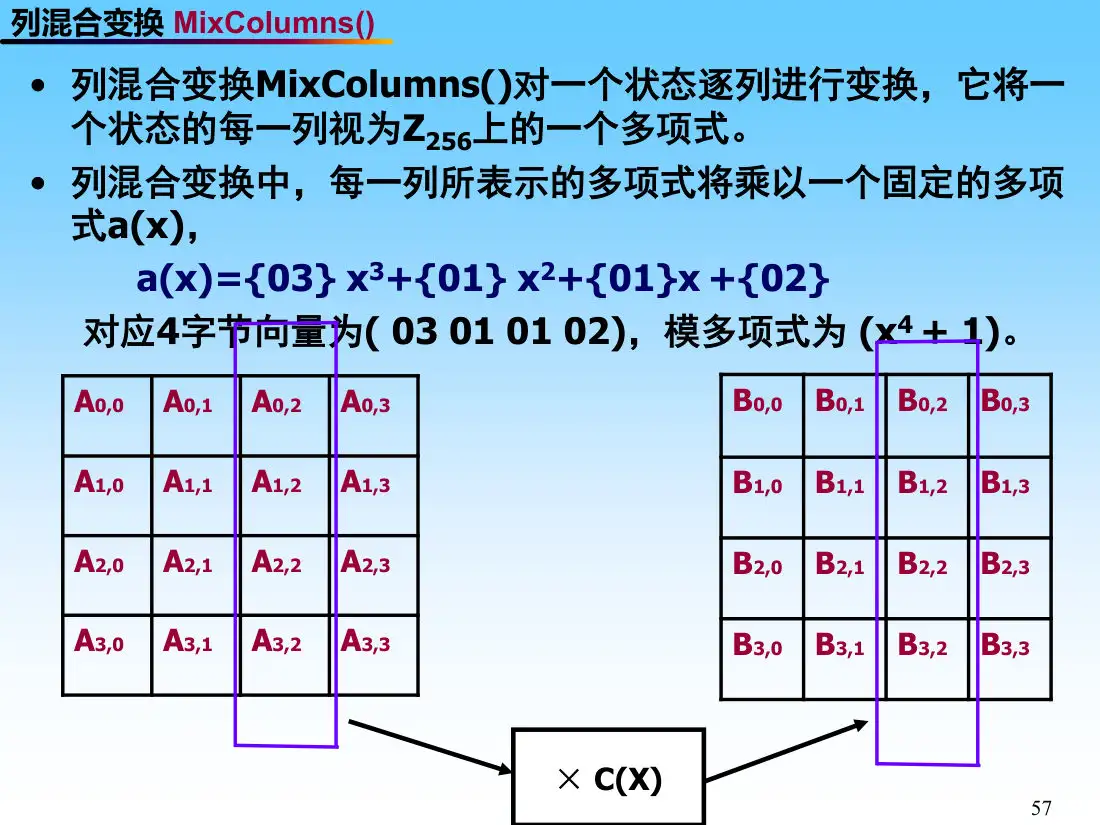 列混合变换 MixColumns()
• 列混合变换MixColumns()对一个状态逐列进行变换，它将一
个状态的每一列视为Z₂₅₆上的一个多项式。
• 列混合变换中，每一列所表示的多项式将乘以一个固定的多项
式a(x)，
a(x)={03} x³+{01} x²+{01}x +{02}
对应4字节向量为( 03 01 01 02)，模多项式为 (x⁴ + 1)。
A0,0 A0,1 A0,2 A0,3
A1,0 A1,1 A1,2 A1,3
A2,0 A2,1 A2,2 A2,3
A3,0 A3,1 A3,2 A3,3
B0,0 B0,1 B0,2 B0,3
B1,0 B1,1 B1,2 B1,3
B2,0 B2,1 B2,2 B2,3
B3,0 B3,1 B3,2 B3,3
× C(X)
57